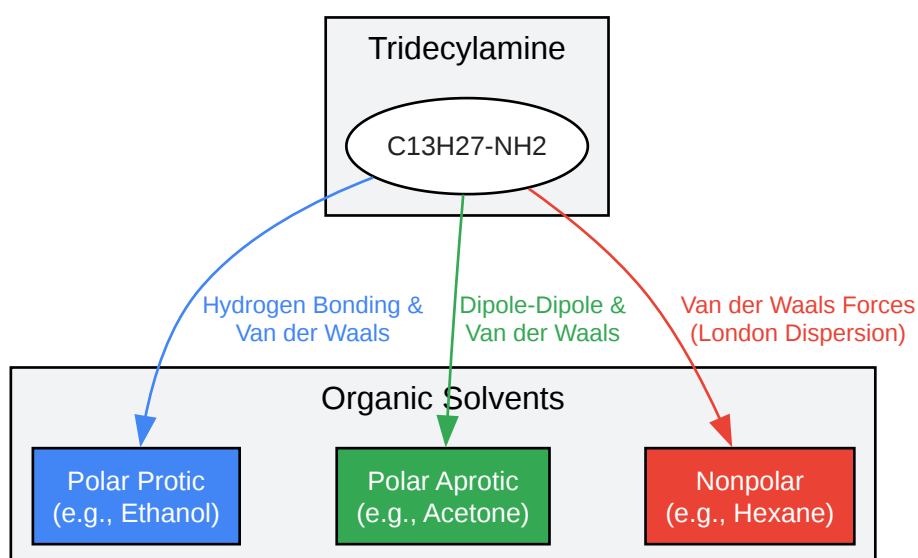 Tridecylamine
C13H27-NH2
Hydrogen Bonding &
Van der Waals
Dipole-Dipole &
Van der Waals
Van der Waals Forces
(London Dispersion)
Organic Solvents
Polar Protic
(e.g., Ethanol)
Polar Aprotic
(e.g., Acetone)
Nonpolar
(e.g., Hexane)